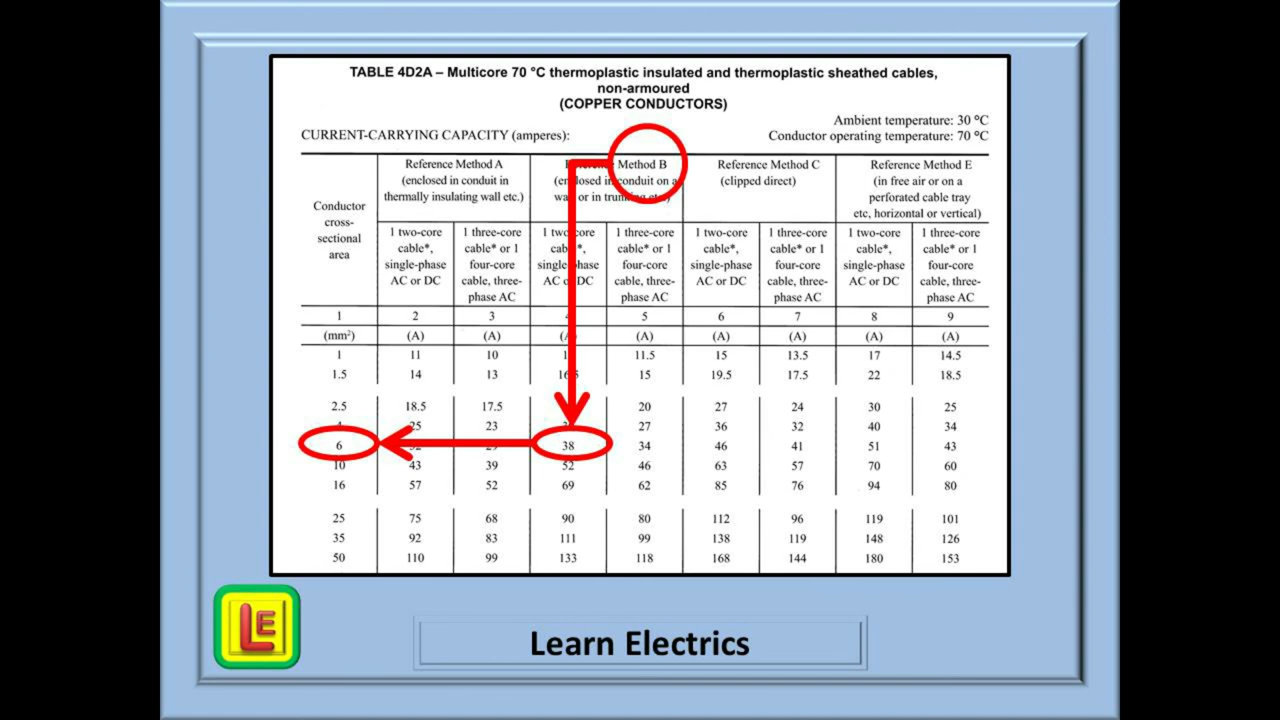 TABLE 4D2A – Multicore 70 °C thermoplastic insulated and thermoplastic sheathed cables,
non-armoured
(COPPER CONDUCTORS)
Ambient temperature: 30 °C
CURRENT-CARRYING CAPACITY (amperes): Conductor operating temperature: 70 °C
Conductor cross-sectional area
Reference Method A
(enclosed in conduit in
thermally insulating wall etc.)
Method B
conduit on a
Reference Method C
(clipped direct)
Reference Method E
(in free air or on a
perforated cable tray
etc, horizontal or vertical)
1 two-core cable*, single-phase AC or DC
1 three-core cable* or 1 four-core cable, three-phase AC
1 three-core cable* or 1 four-core cable, three-phase AC
1 two-core cable*, single-phase AC or DC
1 three-core cable* or 1 four-core cable, three-phase AC
1 two-core cable*, single-phase AC or DC
1 three-core cable* or 1 four-core cable, three-phase AC
1 2 3 5 6 7 8 9
(mm²) (A) (A) (A) (A) (A) (A) (A)
1 11 10 11.5 15 13.5 17 14.5
1.5 14 13 15 19.5 17.5 22 18.5
2.5 18.5 17.5 20 27 24 30 25
25 23 27 36 32 40 34
6 38 34 46 41 51 43
10 43 39 52 46 63 57 70 60
16 57 52 69 62 85 76 94 80
25 75 68 90 80 112 96 119 101
35 92 83 111 99 138 119 148 126
50 110 99 133 118 168 144 180 153
LE
Learn Electrics